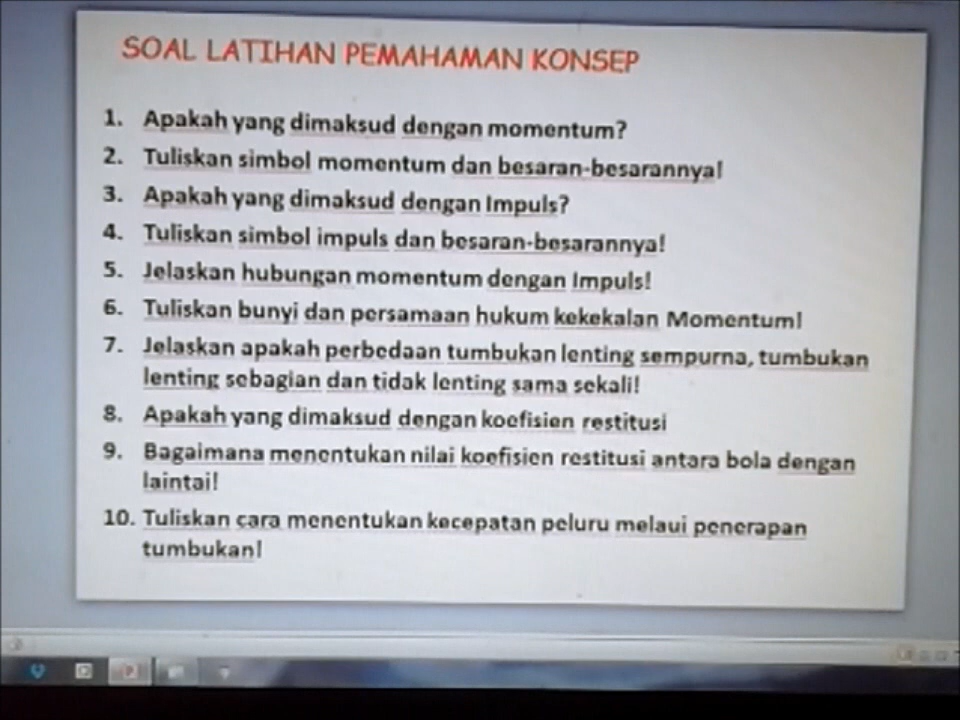 SOAL LATIHAN PEMAHAMAN KONSEP
1. Apakah yang dimaksud dengan momentum?
2. Tuliskan simbol momentum dan besaran-besarannya!
3. Apakah yang dimaksud dengan Impuls?
4. Tuliskan simbol impuls dan besaran-besarannya!
5. Jelaskan hubungan momentum dengan Impuls!
6. Tuliskan bunyi dan persamaan hukum kekekalan Momentum!
7. Jelaskan apakah perbedaan tumbukan lenting sempurna, tumbukan
lenting sebagian dan tidak lenting sama sekali!
8. Apakah yang dimaksud dengan koefisien restitusi
9. Bagaimana menentukan nilai koefisien restitusi antara bola dengan
laintai!
10. Tuliskan cara menentukan kecepatan peluru melaui penerapan
tumbukan!